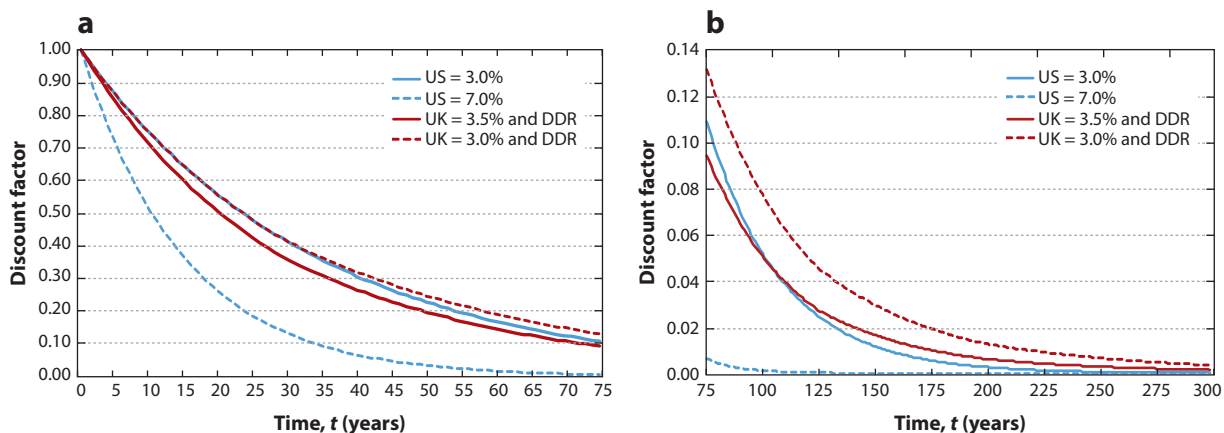 a
1.00
0.90
0.80
0.70
0.60
0.50
0.40
0.30
0.20
0.10
0.00
Discount factor
US = 3.0%
US = 7.0%
UK = 3.5% and DDR
UK = 3.0% and DDR
0 5 10 15 20 25 30 35 40 45 50 55 60 65 70 75
Time, t (years)
b
0.14
0.12
0.10
0.08
0.06
0.04
0.02
0.00
Discount factor
US = 3.0%
US = 7.0%
UK = 3.5% and DDR
UK = 3.0% and DDR
75 100 125 150 175 200 225 250 275 300
Time, t (years)